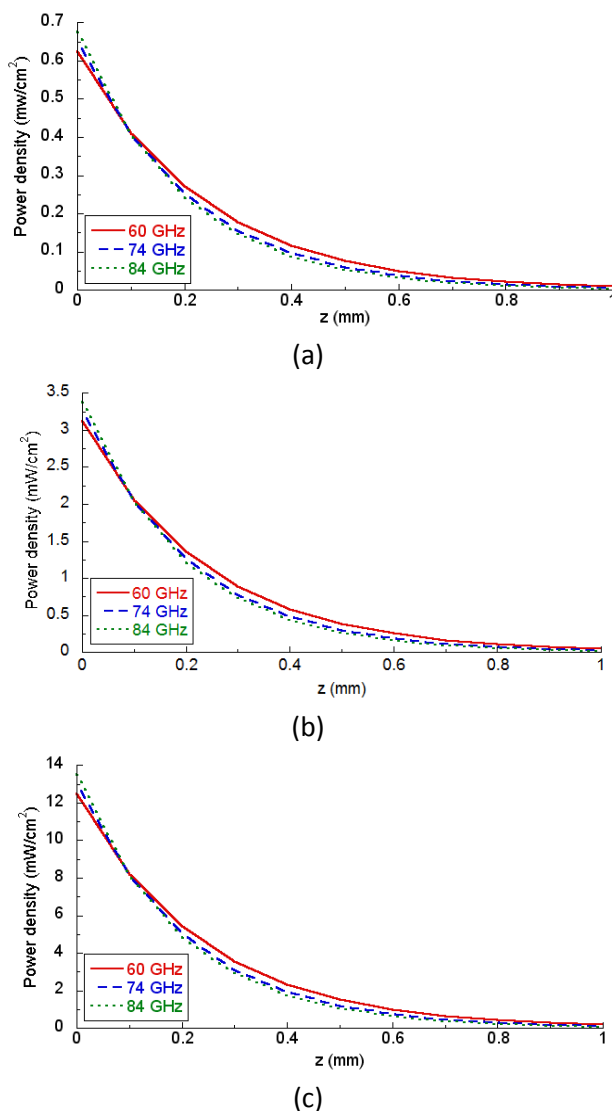 0.7
0.6
0.5
0.4
0.3
0.2
0.1
0
Power density (mw/cm²)
60 GHz
74 GHz
84 GHz
0 0.2 0.4 0.6 0.8 1
z (mm)
(a)
3.5
3
2.5
2
1.5
1
0.5
0
Power density (mW/cm²)
60 GHz
74 GHz
84 GHz
0 0.2 0.4 0.6 0.8 1
z (mm)
(b)
14
12
10
8
6
4
2
0
Power density (mW/cm²)
60 GHz
74 GHz
84 GHz
0 0.2 0.4 0.6 0.8 1
z (mm)
(c)